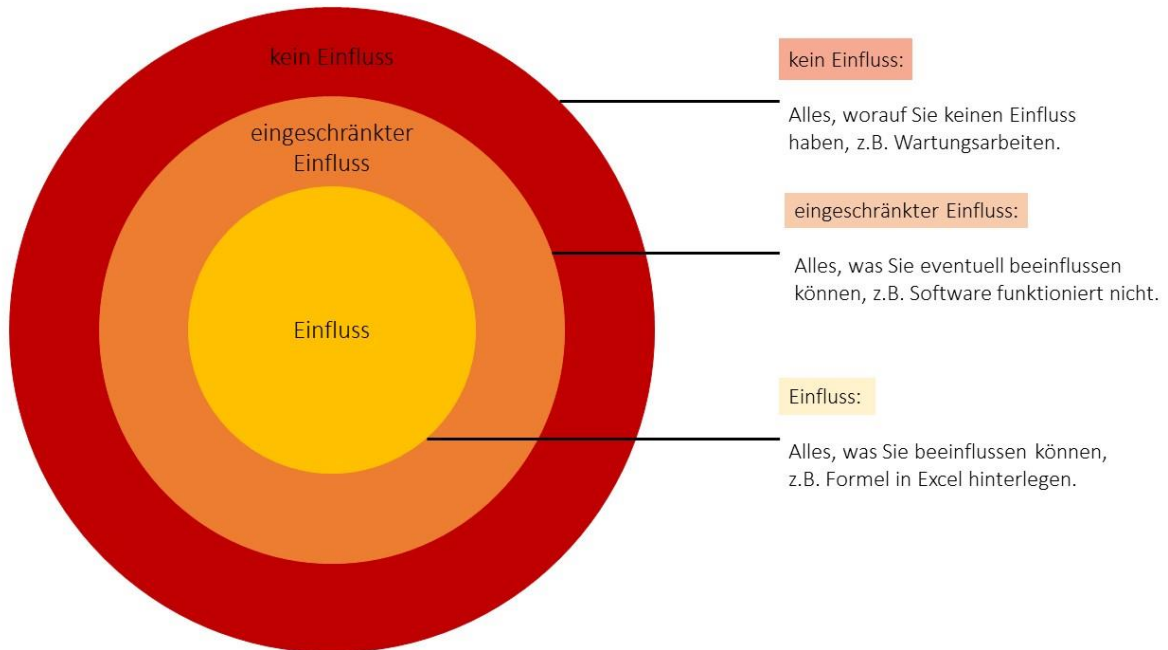 kein Einfluss
eingeschränkter
Einfluss
Einfluss
kein Einfluss:
Alles, worauf Sie keinen Einfluss
haben, z.B. Wartungsarbeiten.
eingeschränkter Einfluss:
Alles, was Sie eventuell beeinflussen
können, z.B. Software funktioniert nicht.
Einfluss:
Alles, was Sie beeinflussen können,
z.B. Formel in Excel hinterlegen.